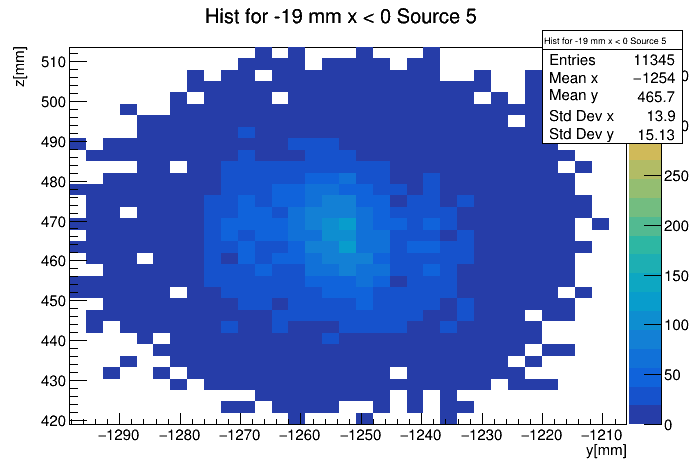 Hist for -19 mm x < 0 Source 5
Hist for -19 mm x < 0 Source 5
Entries 11345
Mean x −1254
Mean y 465.7
Std Dev x 13.9
Std Dev y 15.13
z[mm]
510
500
490
480
470
460
450
440
430
420
−1290 −1280 −1270 −1260 −1250 −1240 −1230 −1220 −1210
y[mm]
250
200
150
100
50
0